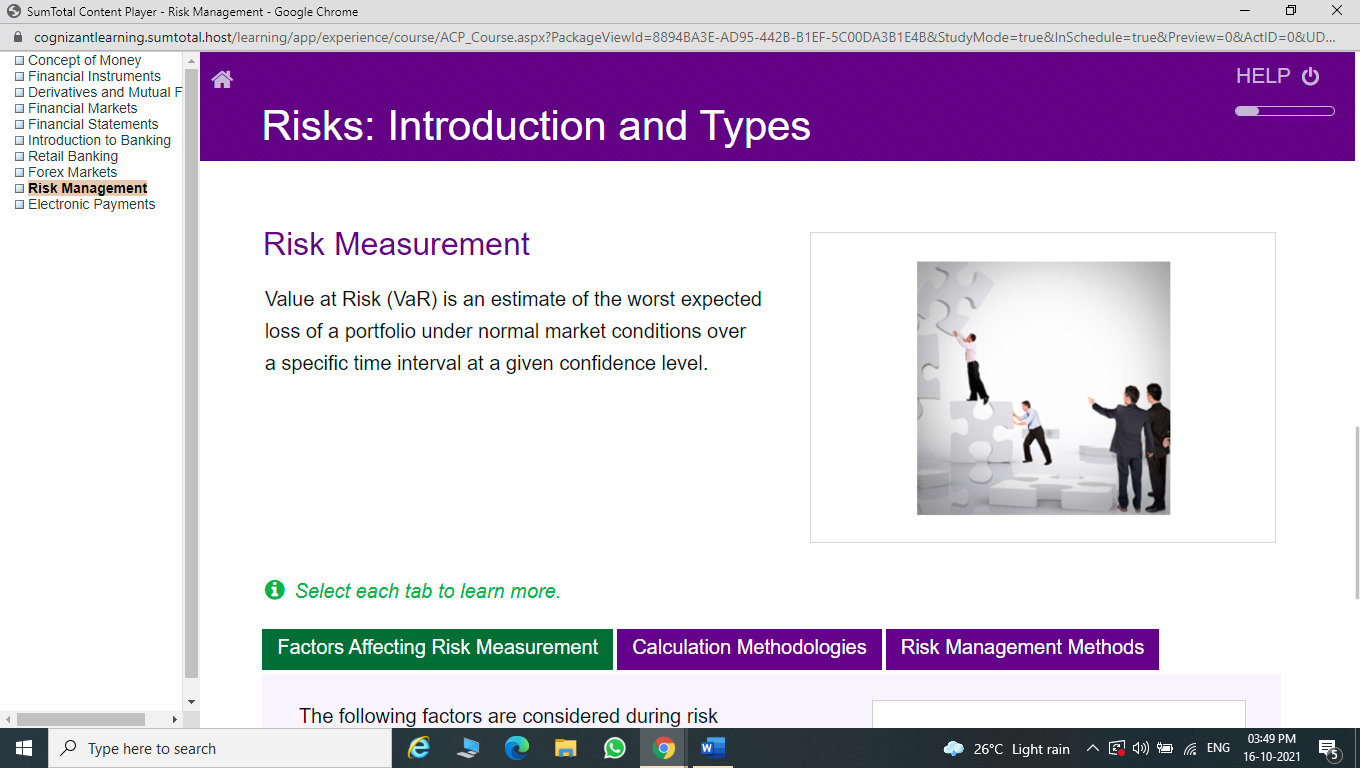 SumTotal Content Player - Risk Management - Google Chrome
cognizantlearning.sumtotal.host/learning/app/experience/course/ACP_Course.aspx?PackageViewId=8894BA3E-AD95-442B-B1EF-5C00DA3B1E4B&StudyMode=true&InSchedule=true&Preview=0&ActID=0&UD...
Concept of Money
Financial Instruments
Derivatives and Mutual F
Financial Markets
Financial Statements
Introduction to Banking
Retail Banking
Forex Markets
Risk Management
Electronic Payments
HELP
Risks: Introduction and Types
Risk Measurement
Value at Risk (VaR) is an estimate of the worst expected
loss of a portfolio under normal market conditions over
a specific time interval at a given confidence level.
Select each tab to learn more.
Factors Affecting Risk Measurement
Calculation Methodologies
Risk Management Methods
The following factors are considered during risk
Type here to search
26°C Light rain
ENG
03:49 PM
16-10-2021
5